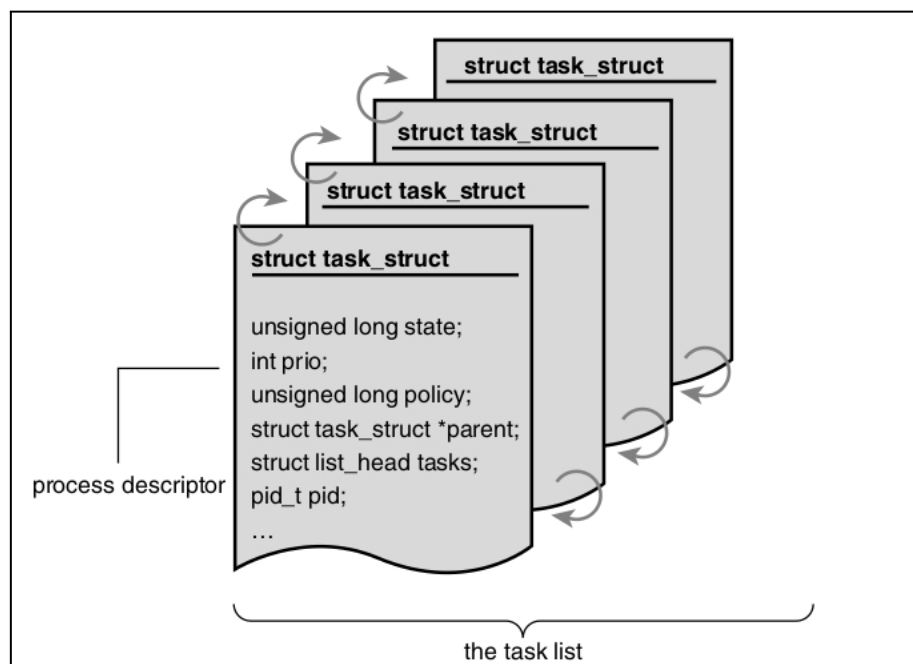 struct task_struct
struct task_struct
struct task_struct
struct task_struct
unsigned long state;
int prio;
unsigned long policy;
struct task_struct *parent;
struct list_head tasks;
pid_t pid;
…
process descriptor
the task list